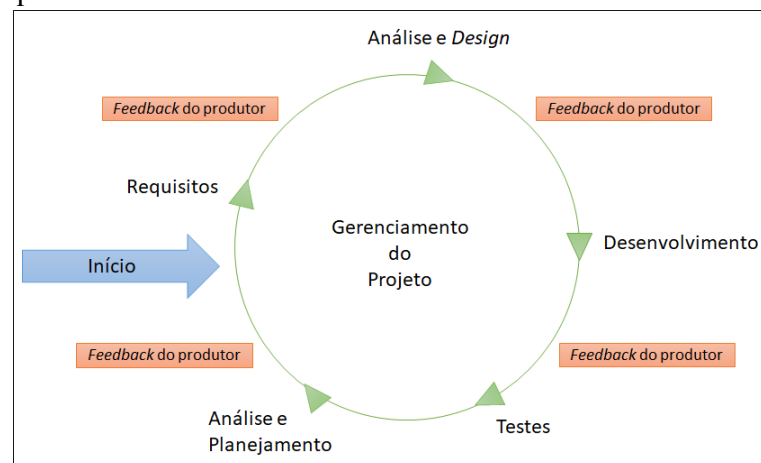 Análise e Design
Feedback do produtor
Feedback do produtor
Requisitos
Gerenciamento
do
Projeto
Desenvolvimento
Início
Feedback do produtor
Feedback do produtor
Análise e
Planejamento
Testes